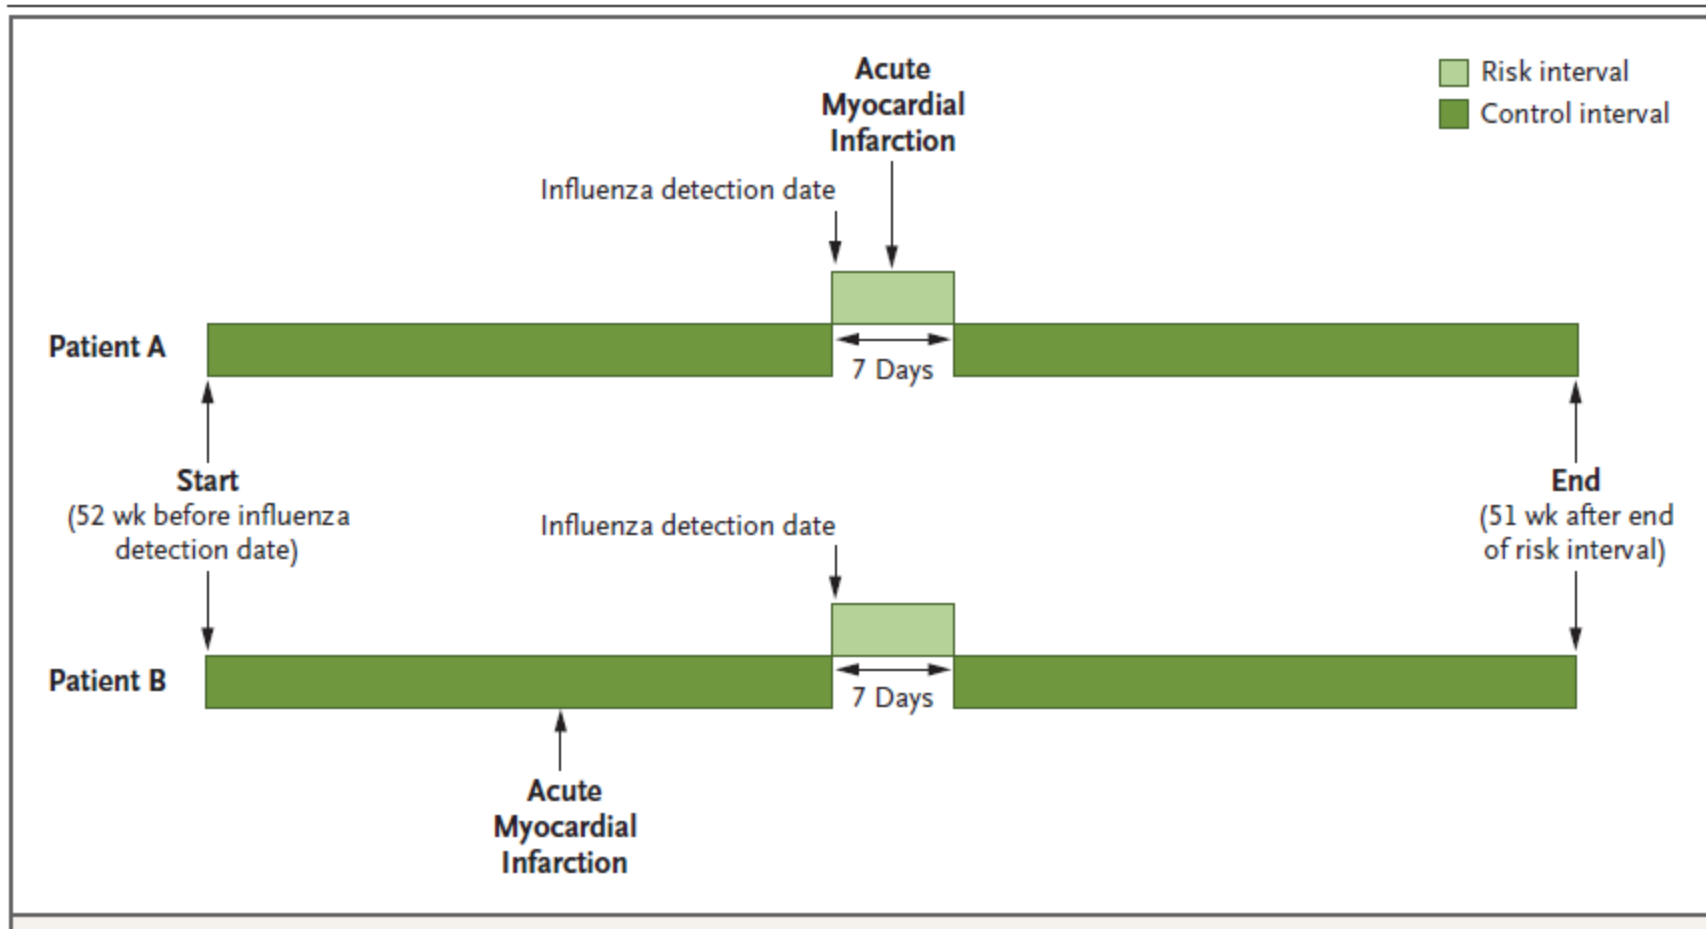 Acute
Myocardial
Infarction
Risk interval
Control interval
Influenza detection date
Patient A
7 Days
Start
(52 wk before influenza
detection date)
End
(51 wk after end
of risk interval)
Influenza detection date
Patient B
7 Days
Acute
Myocardial
Infarction